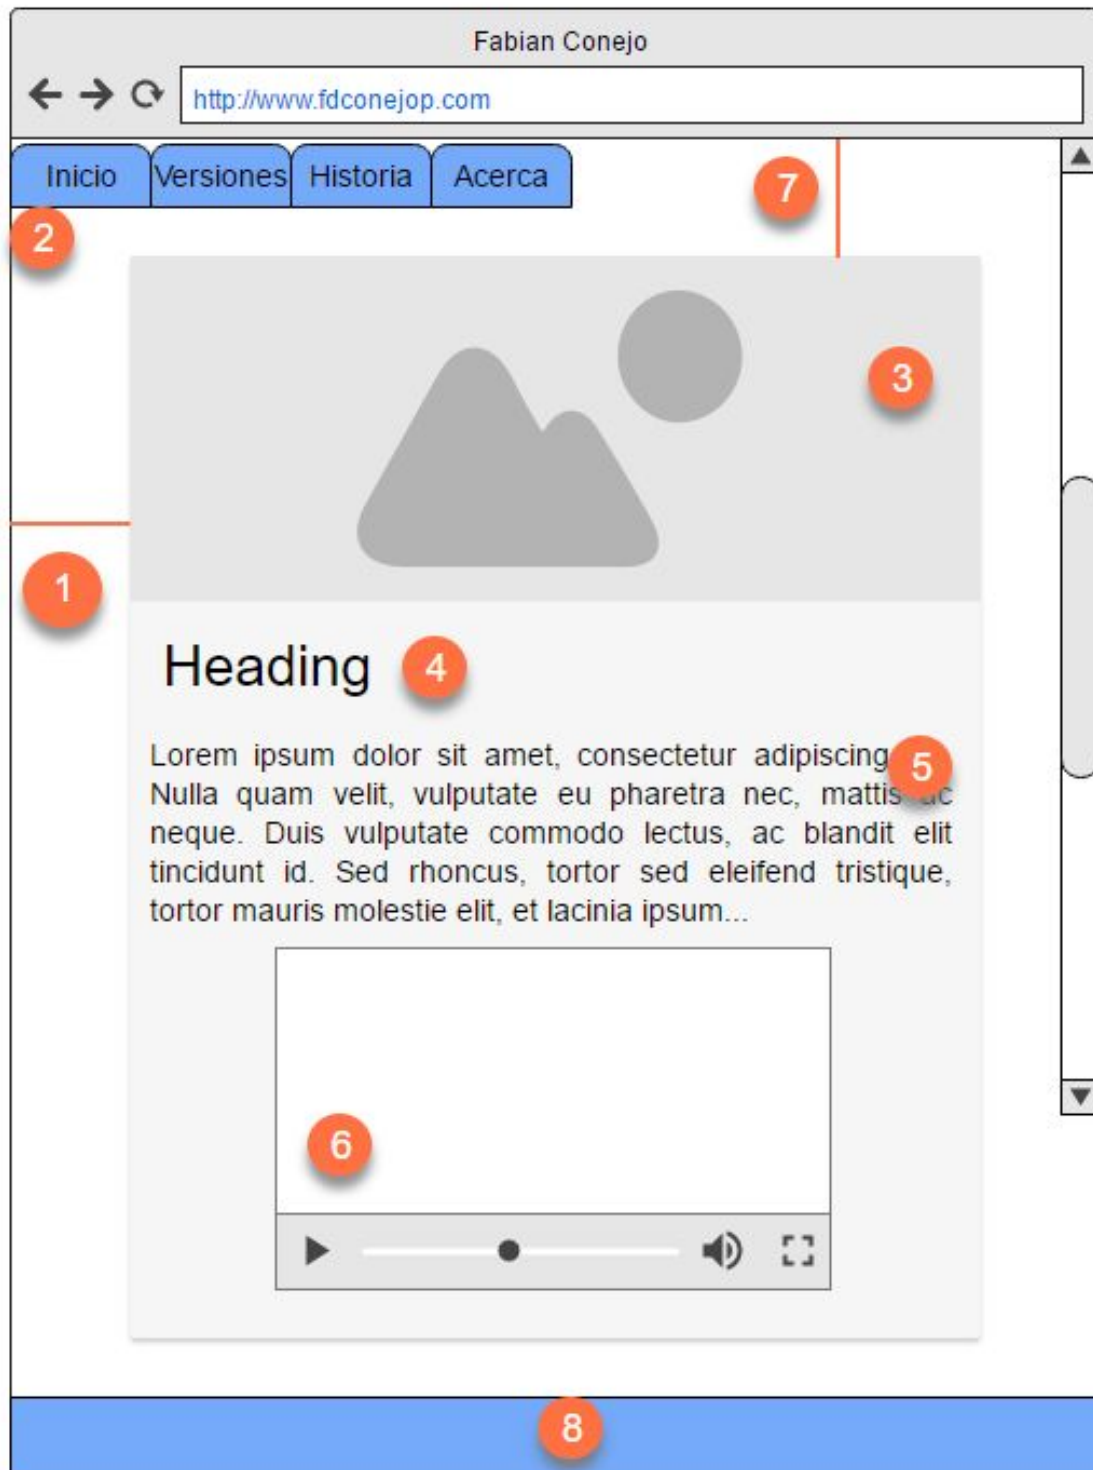 Fabian Conejo
http://www.fdconejop.com
Inicio Versiones Historia Acerca
7
2
3
1
Heading 4
Lorem ipsum dolor sit amet, consectetur adipiscing
5
Nulla quam velit, vulputate eu pharetra nec, mattis ac
neque. Duis vulputate commodo lectus, ac blandit elit
tincidunt id. Sed rhoncus, tortor sed eleifend tristique,
tortor mauris molestie elit, et lacinia ipsum...
6
8